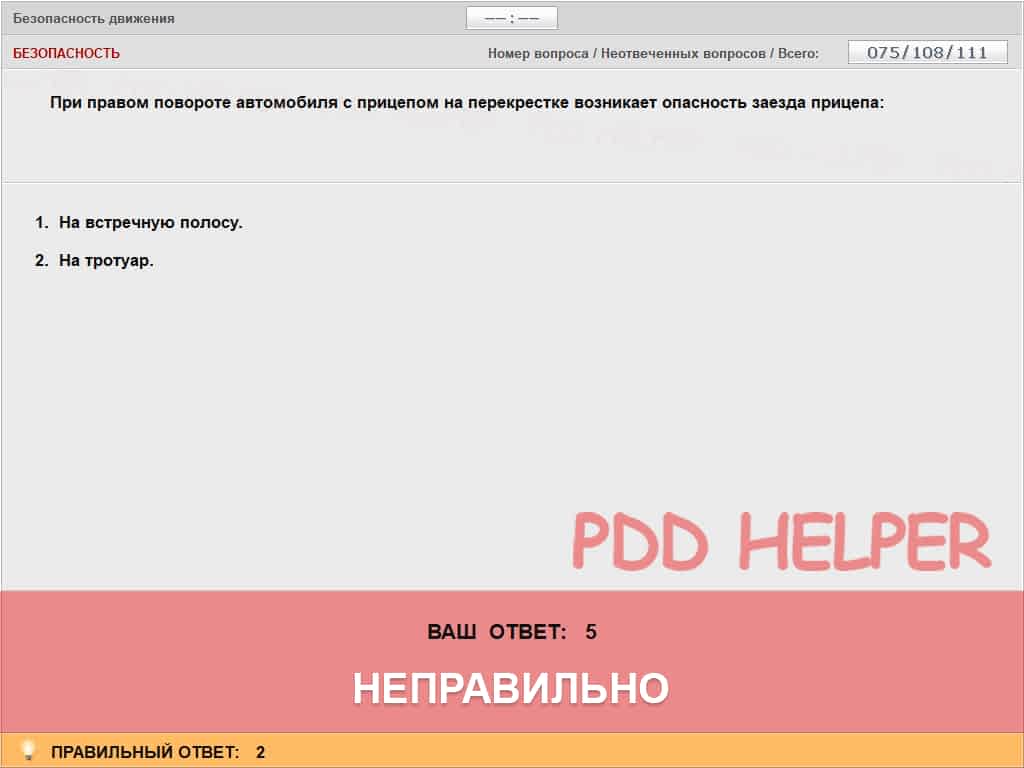 Безопасность движения
––:––
БЕЗОПАСНОСТЬ
Номер вопроса / Неотвеченных вопросов / Всего: 075/108/111
При правом повороте автомобиля с прицепом на перекрестке возникает опасность заезда прицепа:
1. На встречную полосу.
2. На тротуар.
PDD HELPER
ВАШ ОТВЕТ: 5
НЕПРАВИЛЬНО
ПРАВИЛЬНЫЙ ОТВЕТ: 2